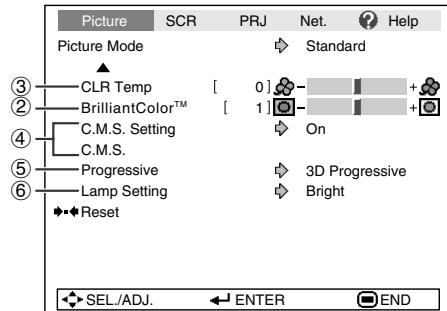 Picture SCR PRJ Net. Help
Picture Mode Standard
③ CLR Temp [ 0] - +
② BrilliantColor™ [ 1] - +
④ C.M.S. Setting On
C.M.S.
⑤ Progressive 3D Progressive
⑥ Lamp Setting Bright
Reset
SEL./ADJ. ENTER END